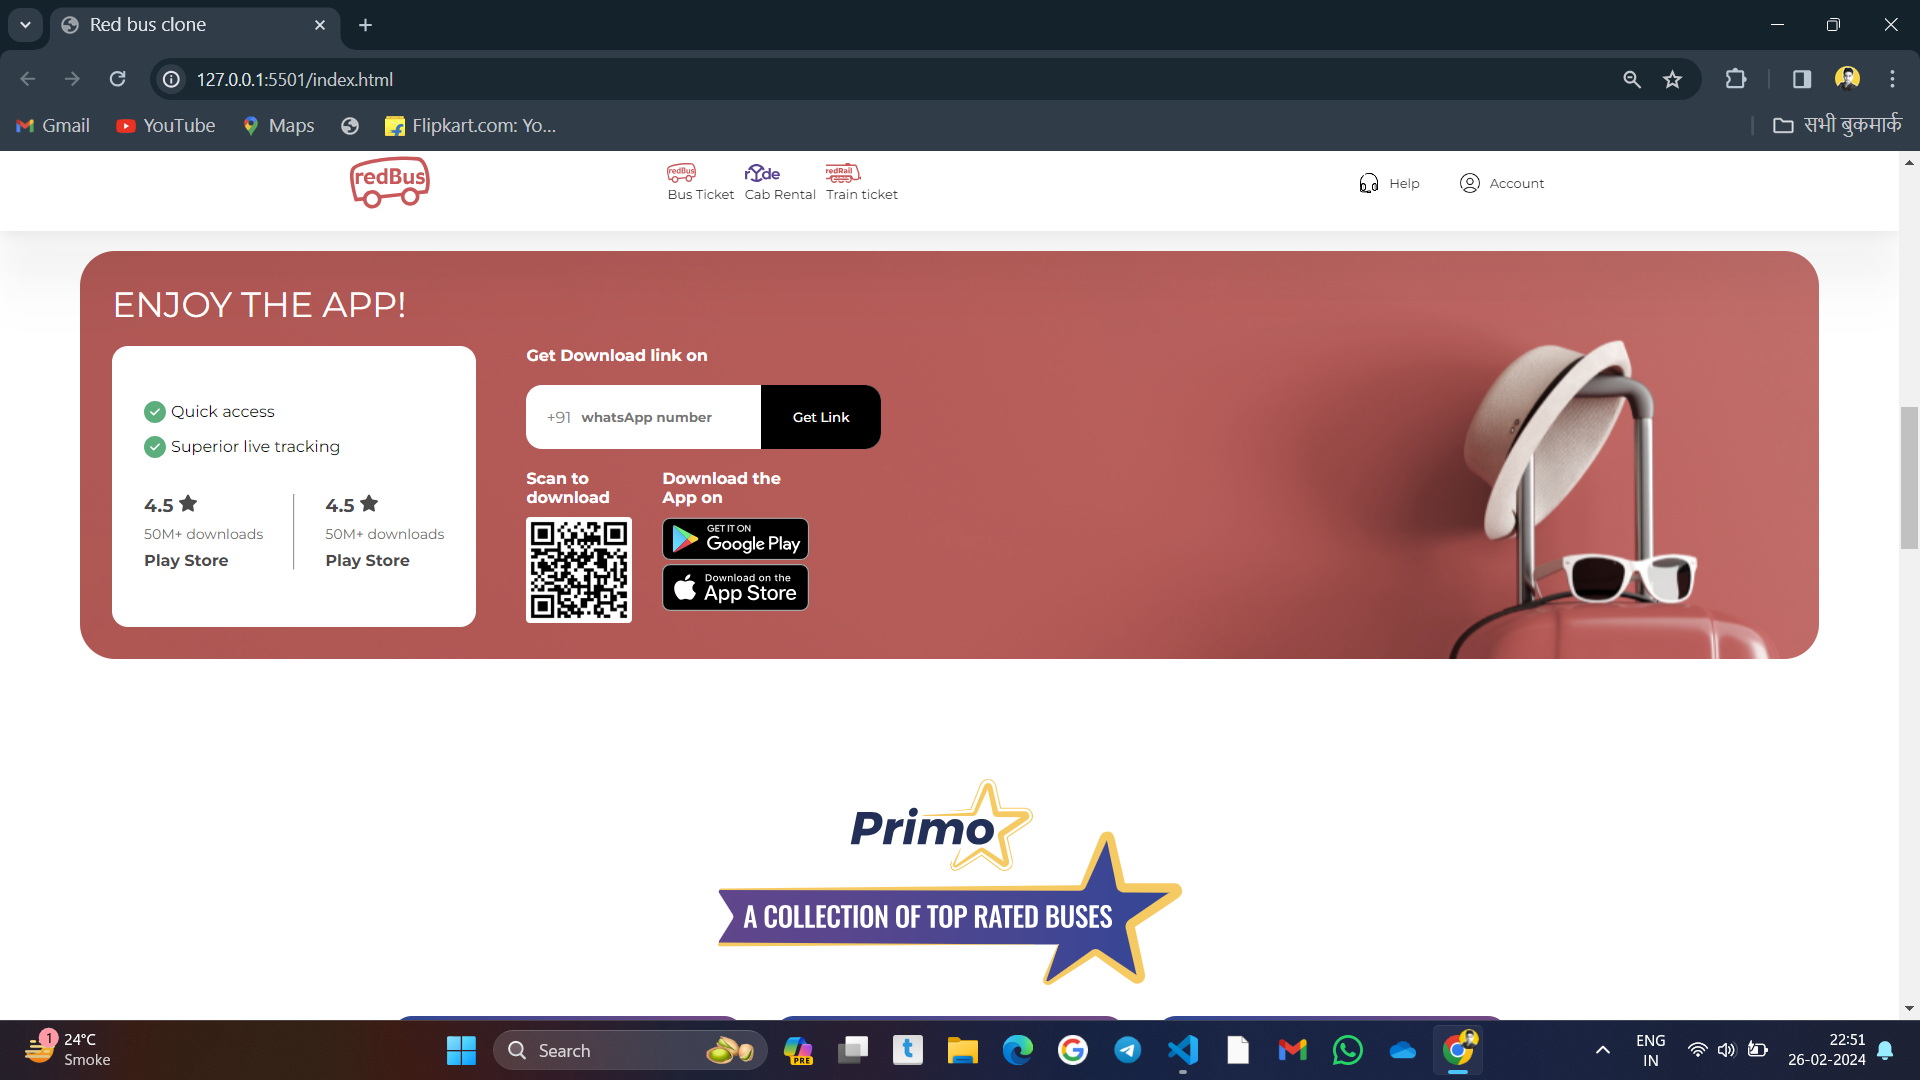 Red bus clone
127.0.0.1:5501/index.html
Gmail YouTube Maps Flipkart.com: Yo... सभी बुकमार्क
redBus
redBus rYde redRail
Bus Ticket Cab Rental Train ticket
Help Account
ENJOY THE APP!
Quick access
Superior live tracking
4.5 4.5
50M+ downloads 50M+ downloads
Play Store Play Store
Get Download link on
+91 whatsApp number Get Link
Scan to
download
Download the
App on
GET IT ON
Google Play
Download on the
App Store
Primo
A COLLECTION OF TOP RATED BUSES
1
24°C
Smoke
Search
PRE
t
ENG
IN
22:51
26-02-2024